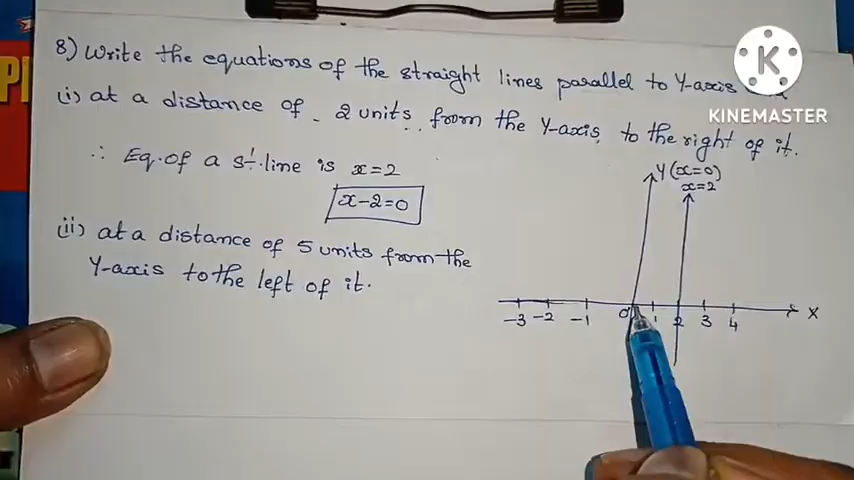 8) Write the equations of the straight lines parallel to Y-axis
(i) at a distance of - 2 units from the Y-axis, to the right of it.
∴ Eq. of a st. line is x=2
x-2=0
(ii) at a distance of 5 units from the
Y-axis to the left of it.
Y(x=0)
x=2
-3 -2 -1 0 1 2 3 4 X
K
KINEMASTER